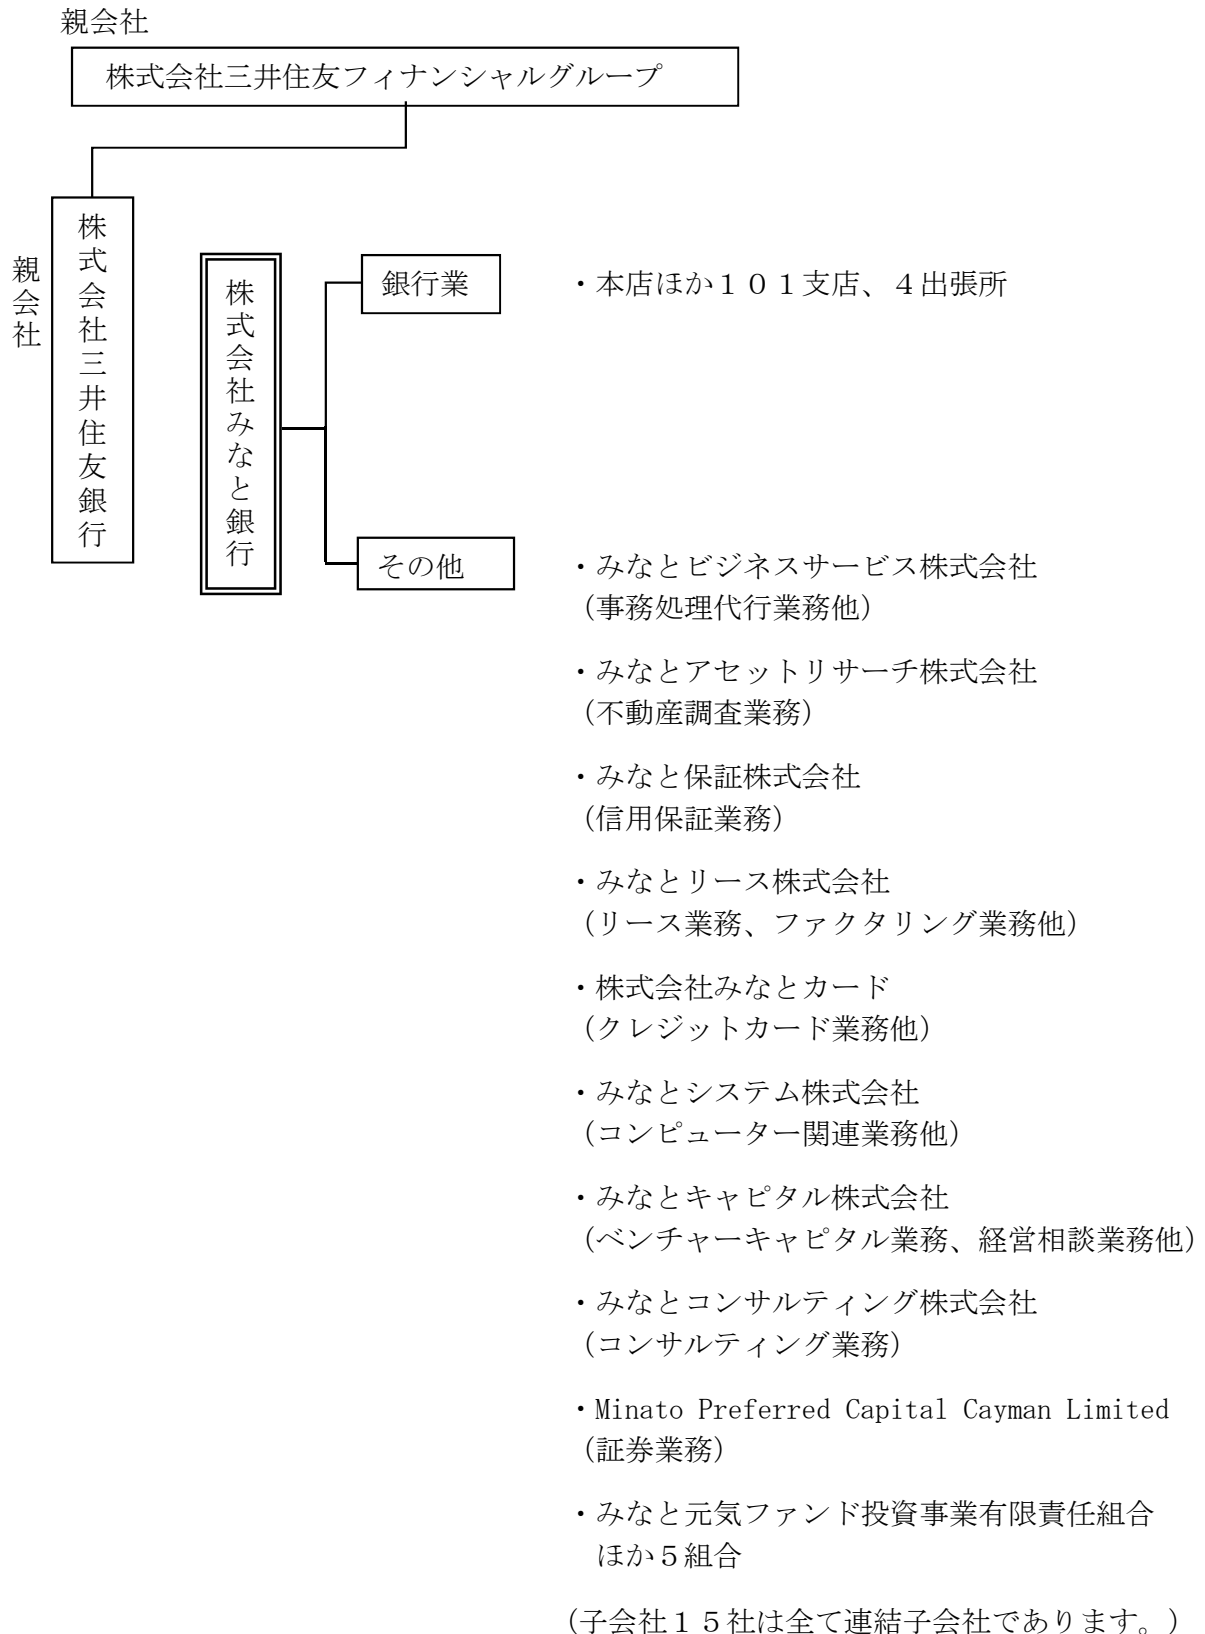 親会社
株式会社三井住友フィナンシャルグループ
親会社
株式会社三井住友銀行
株式会社みなと銀行
銀行業
・本店ほか１０１支店、４出張所
その他
・みなとビジネスサービス株式会社
（事務処理代行業務他）
・みなとアセットリサーチ株式会社
（不動産調査業務）
・みなと保証株式会社
（信用保証業務）
・みなとリース株式会社
（リース業務、ファクタリング業務他）
・株式会社みなとカード
（クレジットカード業務他）
・みなとシステム株式会社
（コンピューター関連業務他）
・みなとキャピタル株式会社
（ベンチャーキャピタル業務、経営相談業務他）
・みなとコンサルティング株式会社
（コンサルティング業務）
・Minato Preferred Capital Cayman Limited
（証券業務）
・みなと元気ファンド投資事業有限責任組合
ほか５組合
（子会社１５社は全て連結子会社であります。）